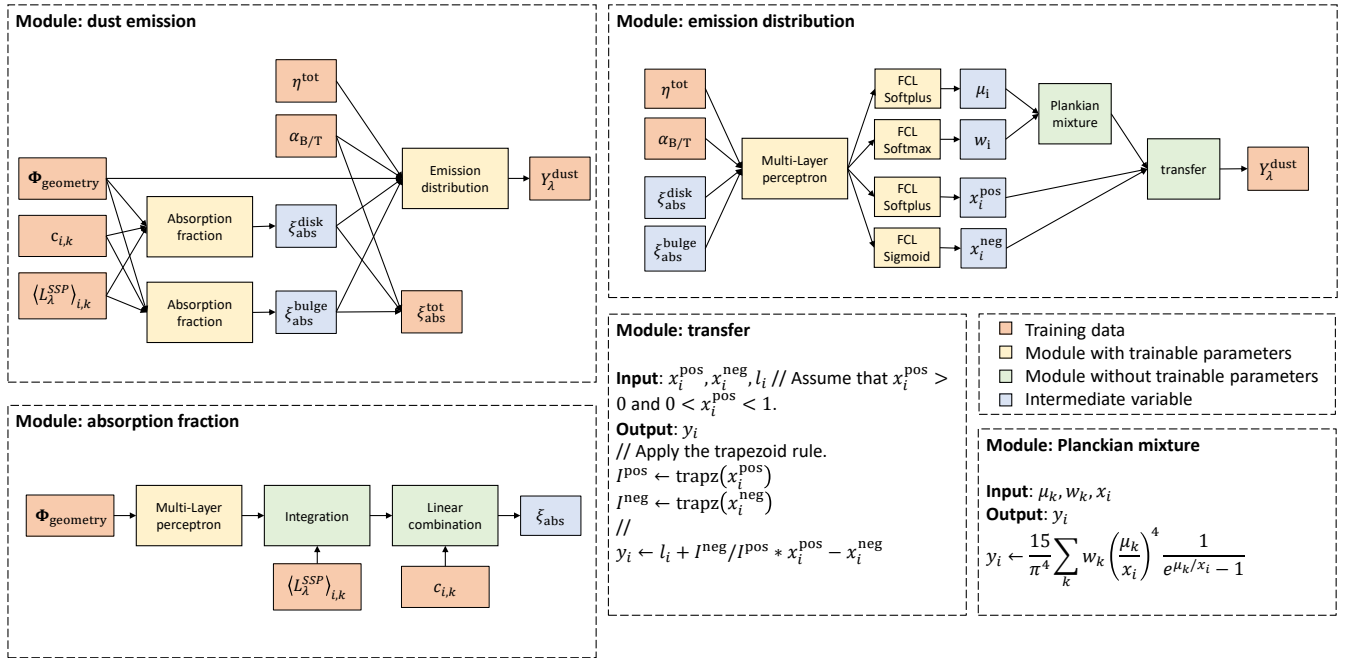 Module: dust emission
η^tot
α_B/T
Φ_geometry
c_{i,k}
⟨L_λ^{SSP}⟩_{i,k}
Absorption
fraction
Absorption
fraction
ξ_abs^disk
ξ_abs^bulge
Emission
distribution
Y_λ^dust
ξ_abs^tot
Module: absorption fraction
Φ_geometry
Multi-Layer
perceptron
Integration
Linear
combination
ξ_abs
⟨L_λ^{SSP}⟩_{i,k}
c_{i,k}
Module: emission distribution
η^tot
α_B/T
ξ_abs^disk
ξ_abs^bulge
Multi-Layer
perceptron
FCL
Softplus
FCL
Softmax
FCL
Softplus
FCL
Sigmoid
μ_i
w_i
x_i^pos
x_i^neg
Plankian
mixture
transfer
Y_λ^dust
Module: transfer
Input: x_i^pos, x_i^neg, l_i // Assume that x_i^pos >
0 and 0 < x_i^pos < 1.
Output: y_i
// Apply the trapezoid rule.
I^pos ← trapz(x_i^pos)
I^neg ← trapz(x_i^neg)
//
y_i ← l_i + I^neg/I^pos * x_i^pos − x_i^neg
Training data
Module with trainable parameters
Module without trainable parameters
Intermediate variable
Module: Planckian mixture
Input: μ_k, w_k, x_i
Output: y_i
y_i ← 15/π^4 ∑_k w_k (μ_k/x_i)^4 1/(e^{μ_k/x_i} − 1)